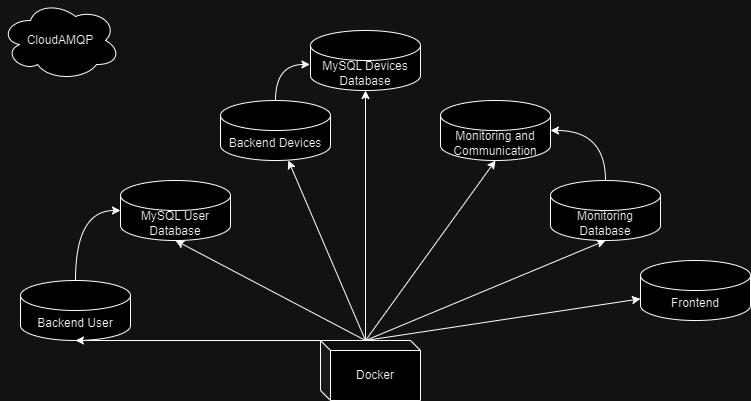 CloudAMQP
MySQL Devices
Database
Backend Devices
Monitoring and
Communication
MySQL User
Database
Monitoring
Database
Backend User
Frontend
Docker